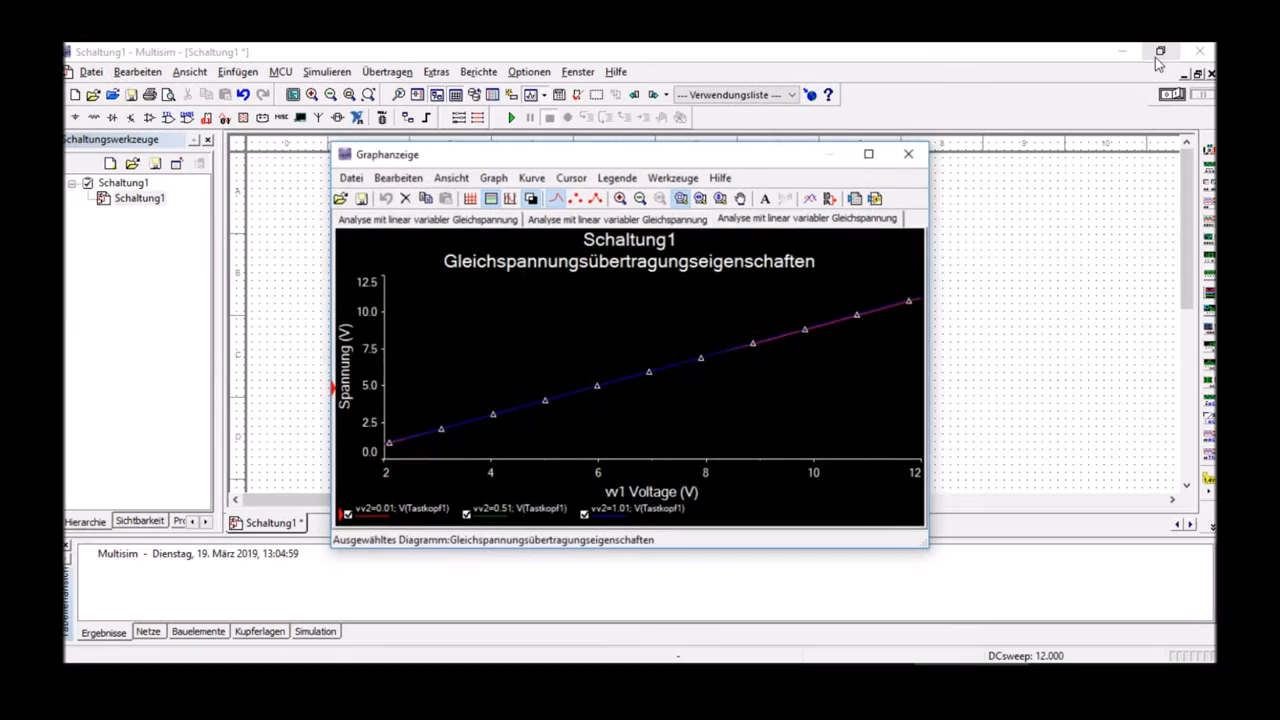 Schaltung1 - Multisim - [Schaltung1 *]
Datei Bearbeiten Ansicht Einfügen MCU Simulieren Übertragen Extras Berichte Optionen Fenster Hilfe
--- Verwendungsliste ---
Schaltungswerkzeuge
Schaltung1
Schaltung1
Graphanzeige
Datei Bearbeiten Ansicht Graph Kurve Cursor Legende Werkzeuge Hilfe
Analyse mit linear variabler Gleichspannung Analyse mit linear variabler Gleichspannung Analyse mit linear variabler Gleichspannung
Schaltung1
Gleichspannungsübertragungseigenschaften
Spannung (V)
12.5
10.0
7.5
5.0
2.5
0.0
2 4 6 8 10 12
vv1 Voltage (V)
vv2=0.01; V(Tastkopf1) vv2=0.51; V(Tastkopf1) vv2=1.01; V(Tastkopf1)
Ausgewähltes Diagramm:Gleichspannungsübertragungseigenschaften
A
B
C
D
Hierarchie Sichtbarkeit Pro
Schaltung1 *
Multisim - Dienstag, 19. März 2019, 13:04:59
Ergebnisse Netze Bauelemente Kupferlagen Simulation
-
DCsweep: 12.000